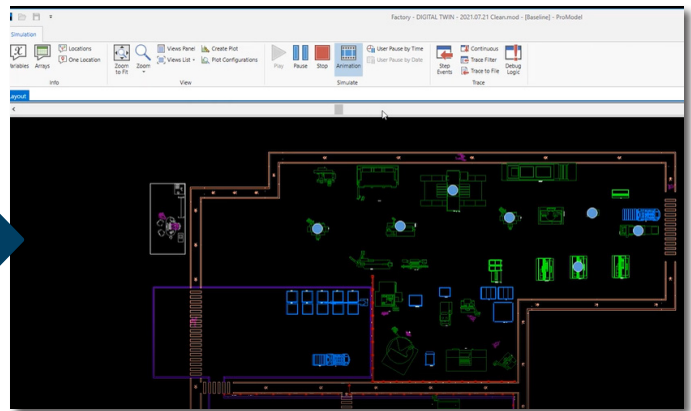 Factory - DIGITAL TWIN - 2021.07.21 Clean.mod - [Baseline] - ProModel
Simulation
Variables Arrays
Locations
One Location
Info
Zoom to Fit
Zoom
Views Panel
Views List
Create Plot
Plot Configurations
View
Play Pause Stop Animation
User Pause by Time
User Pause by Date
Simulate
Step Events
Continuous
Trace Filter
Trace to File
Debug Logic
Trace
ayout